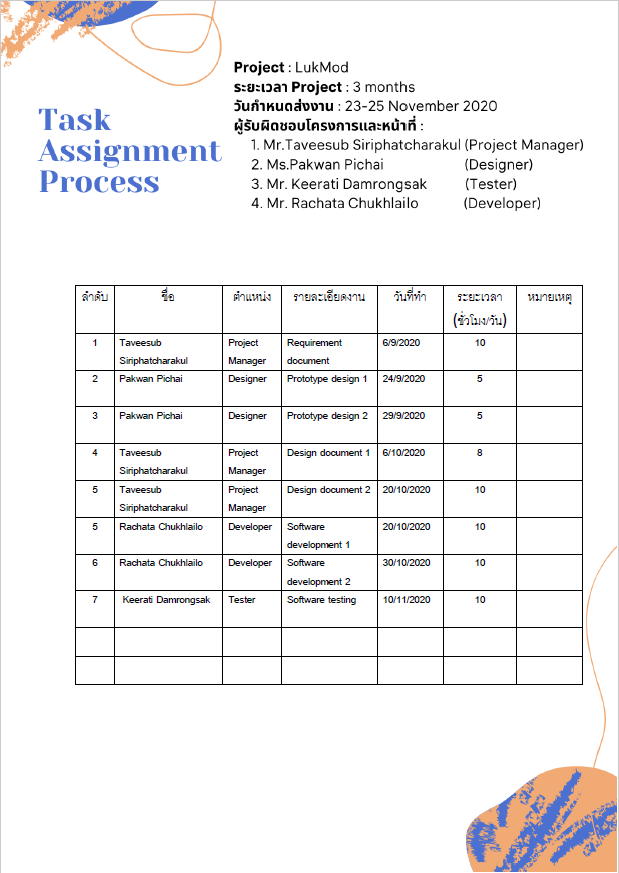 Task
Assignment
Process
Project : LukMod
ระยะเวลา Project : 3 months
วันกำหนดส่งงาน : 23-25 November 2020
ผู้รับผิดชอบโครงการและหน้าที่ :
1. Mr.Taveesub Siriphatcharakul (Project Manager)
2. Ms.Pakwan Pichai (Designer)
3. Mr. Keerati Damrongsak (Tester)
4. Mr. Rachata Chukhlailo (Developer)
ลำดับ ชื่อ ตำแหน่ง รายละเอียดงาน วันที่ทำ ระยะเวลา หมายเหตุ
(ชั่วโมง/วัน)
1 Taveesub Project Requirement 6/9/2020 10
Siriphatcharakul Manager document
2 Pakwan Pichai Designer Prototype design 1 24/9/2020 5
3 Pakwan Pichai Designer Prototype design 2 29/9/2020 5
4 Taveesub Project Design document 1 6/10/2020 8
Siriphatcharakul Manager
5 Taveesub Project Design document 2 20/10/2020 10
Siriphatcharakul Manager
5 Rachata Chukhlailo Developer Software 20/10/2020 10
development 1
6 Rachata Chukhlailo Developer Software 30/10/2020 10
development 2
7 Keerati Damrongsak Tester Software testing 10/11/2020 10